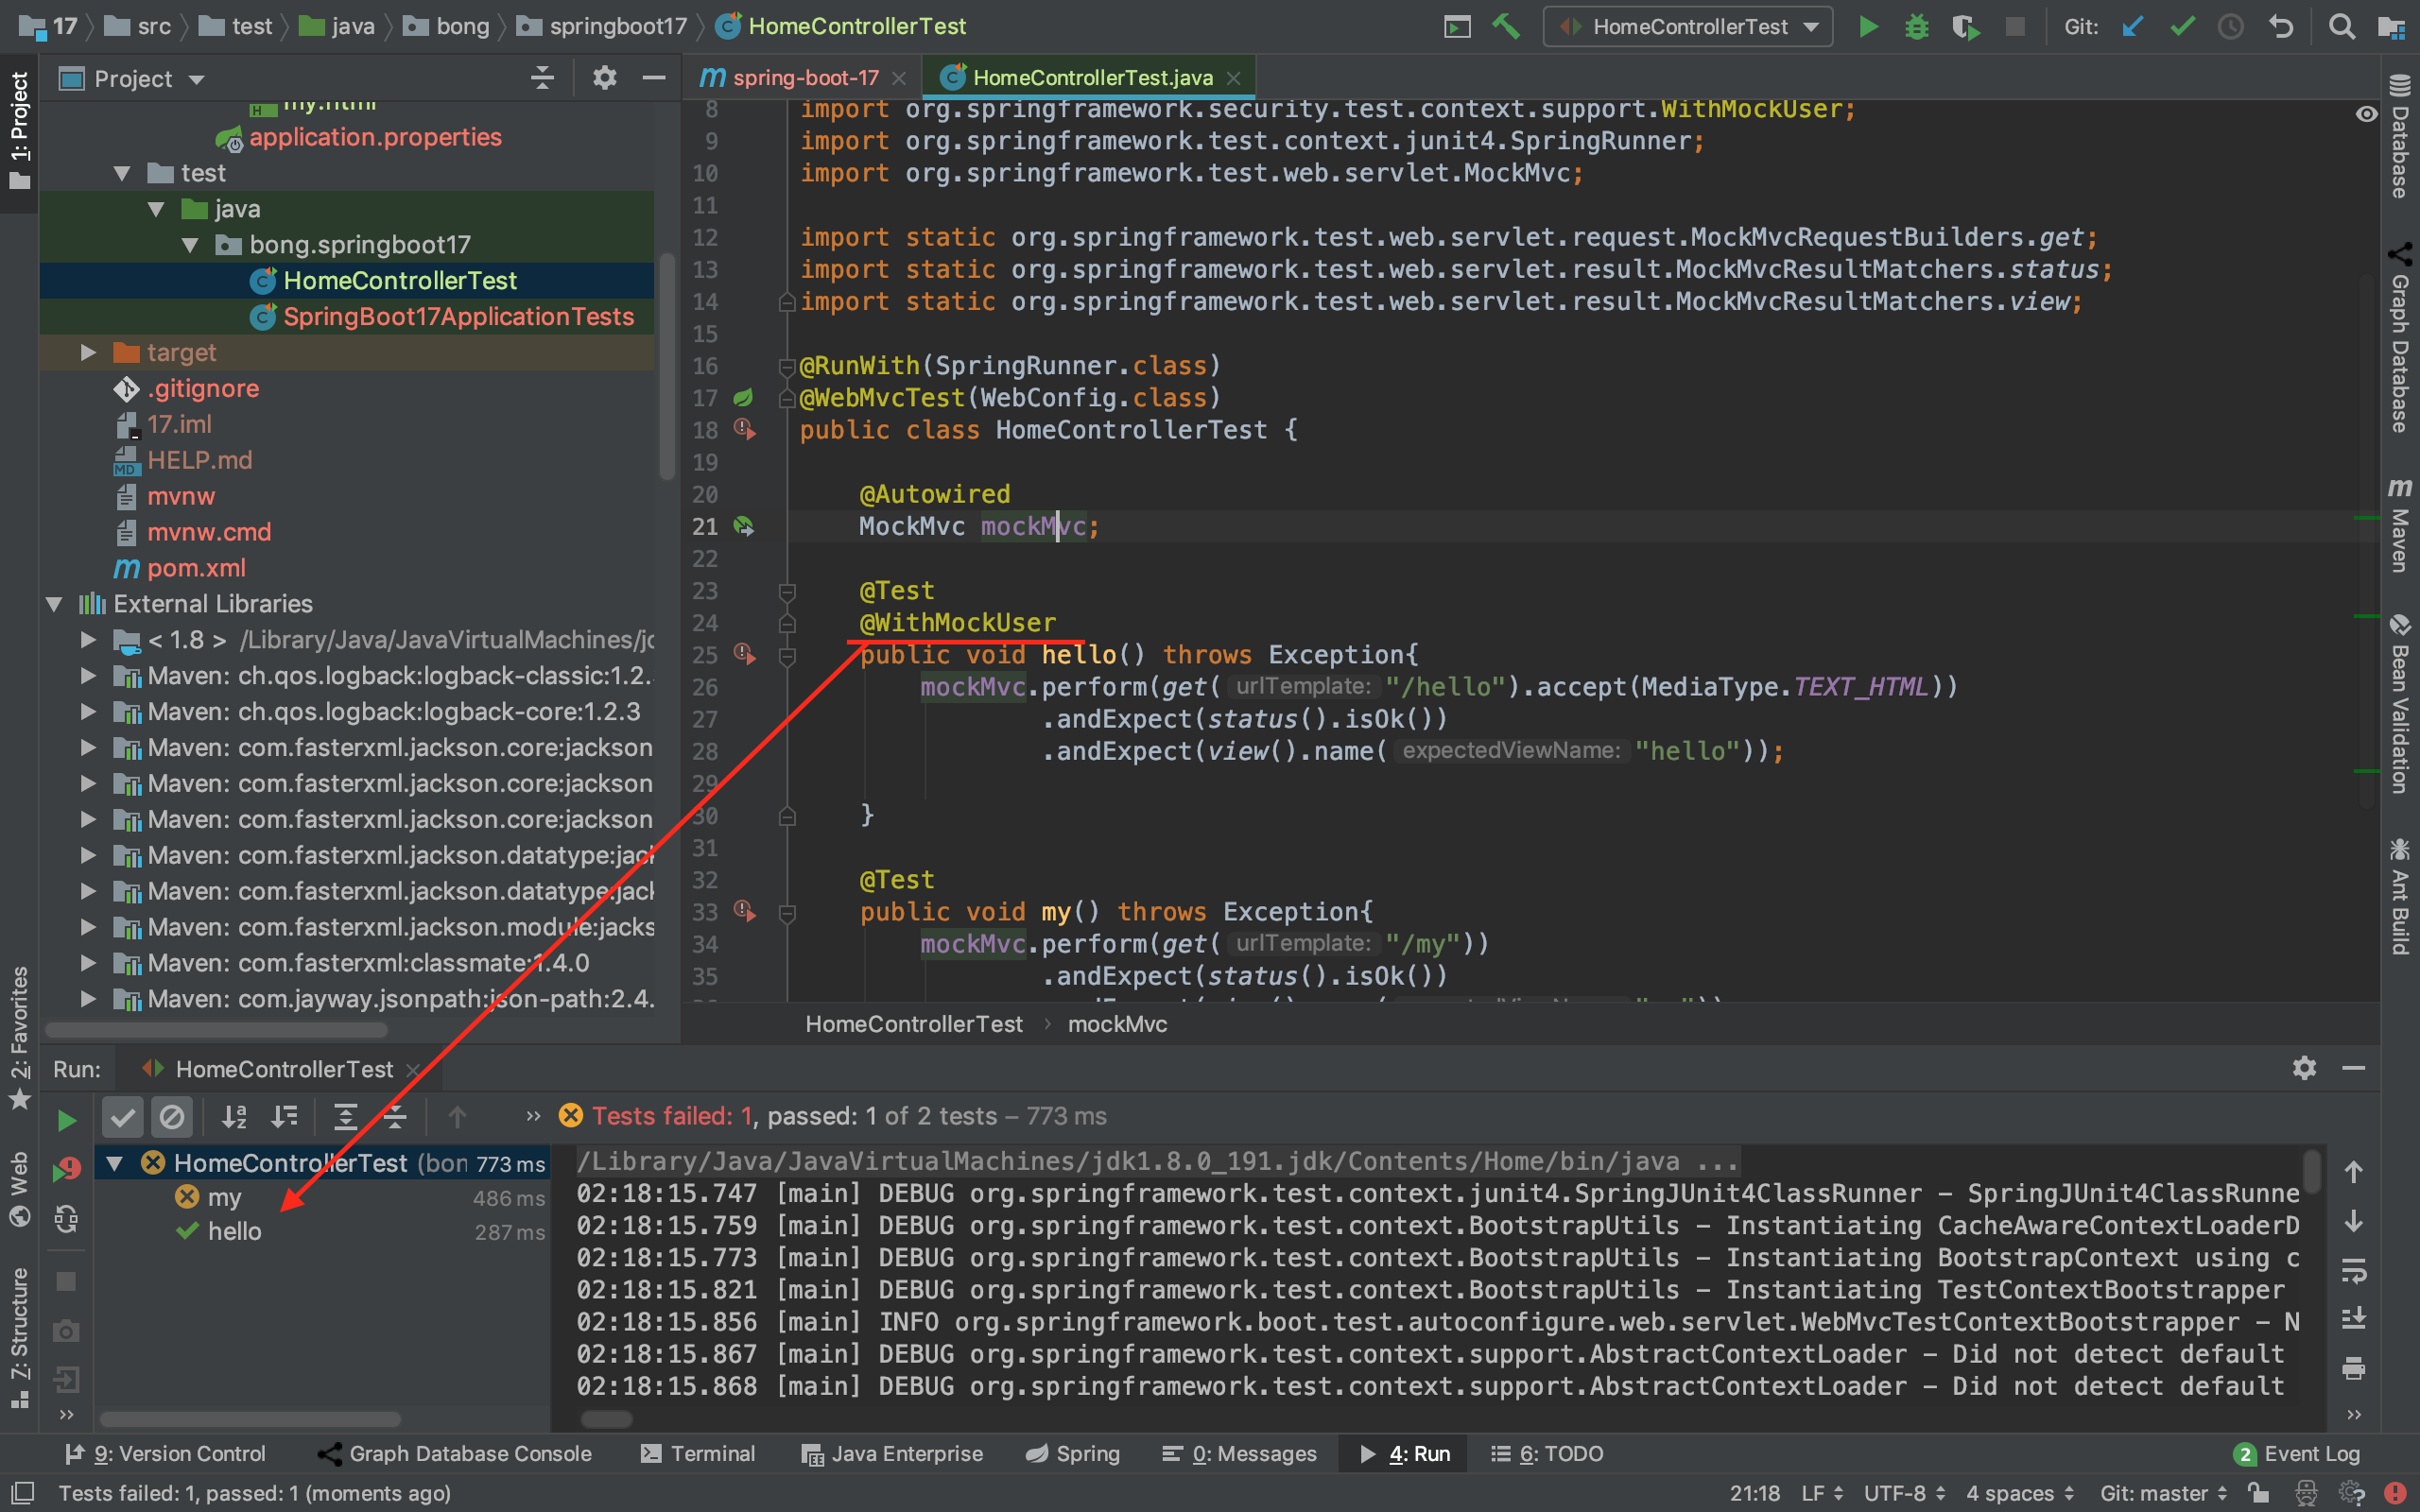 17 src test java bong springboot17 HomeControllerTest
HomeControllerTest Git:
1: Project
Project
my.html
application.properties
test
java
bong.springboot17
HomeControllerTest
SpringBoot17ApplicationTests
target
.gitignore
17.iml
HELP.md
mvnw
mvnw.cmd
pom.xml
External Libraries
< 1.8 > /Library/Java/JavaVirtualMachines/jd
Maven: ch.qos.logback:logback-classic:1.2.
Maven: ch.qos.logback:logback-core:1.2.3
Maven: com.fasterxml.jackson.core:jackson
Maven: com.fasterxml.jackson.core:jackson
Maven: com.fasterxml.jackson.core:jackson
Maven: com.fasterxml.jackson.datatype:jack
Maven: com.fasterxml.jackson.datatype:jack
Maven: com.fasterxml.jackson.module:jacks
Maven: com.fasterxml:classmate:1.4.0
Maven: com.jayway.jsonpath:json-path:2.4.
spring-boot-17 HomeControllerTest.java
8 import org.springframework.security.test.context.support.WithMockUser;
9 import org.springframework.test.context.junit4.SpringRunner;
10 import org.springframework.test.web.servlet.MockMvc;
11
12 import static org.springframework.test.web.servlet.request.MockMvcRequestBuilders.get;
13 import static org.springframework.test.web.servlet.result.MockMvcResultMatchers.status;
14 import static org.springframework.test.web.servlet.result.MockMvcResultMatchers.view;
15
16 @RunWith(SpringRunner.class)
17 @WebMvcTest(WebConfig.class)
18 public class HomeControllerTest {
19
20 @Autowired
21 MockMvc mockMvc;
22
23 @Test
24 @WithMockUser
25 public void hello() throws Exception{
26 mockMvc.perform(get( urlTemplate: "/hello").accept(MediaType.TEXT_HTML))
27 .andExpect(status().isOk())
28 .andExpect(view().name( expectedViewName: "hello"));
29
30 }
31
32 @Test
33 public void my() throws Exception{
34 mockMvc.perform(get( urlTemplate: "/my"))
35 .andExpect(status().isOk())
HomeControllerTest › mockMvc
Database
Graph Database
Maven
Bean Validation
Ant Build
2: Favorites
Web
Z: Structure
Run: HomeControllerTest
Tests failed: 1, passed: 1 of 2 tests – 773 ms
HomeControllerTest (bon 773 ms
my 486 ms
hello 287 ms
/Library/Java/JavaVirtualMachines/jdk1.8.0_191.jdk/Contents/Home/bin/java ...
02:18:15.747 [main] DEBUG org.springframework.test.context.junit4.SpringJUnit4ClassRunner - SpringJUnit4ClassRunne
02:18:15.759 [main] DEBUG org.springframework.test.context.BootstrapUtils - Instantiating CacheAwareContextLoaderD
02:18:15.773 [main] DEBUG org.springframework.test.context.BootstrapUtils - Instantiating BootstrapContext using c
02:18:15.821 [main] DEBUG org.springframework.test.context.BootstrapUtils - Instantiating TestContextBootstrapper
02:18:15.856 [main] INFO org.springframework.boot.test.autoconfigure.web.servlet.WebMvcTestContextBootstrapper - N
02:18:15.867 [main] DEBUG org.springframework.test.context.support.AbstractContextLoader - Did not detect default
02:18:15.868 [main] DEBUG org.springframework.test.context.support.AbstractContextLoader - Did not detect default
9: Version Control Graph Database Console Terminal Java Enterprise Spring 0: Messages 4: Run 6: TODO 2 Event Log
Tests failed: 1, passed: 1 (moments ago) 21:18 LF UTF-8 4 spaces Git: master